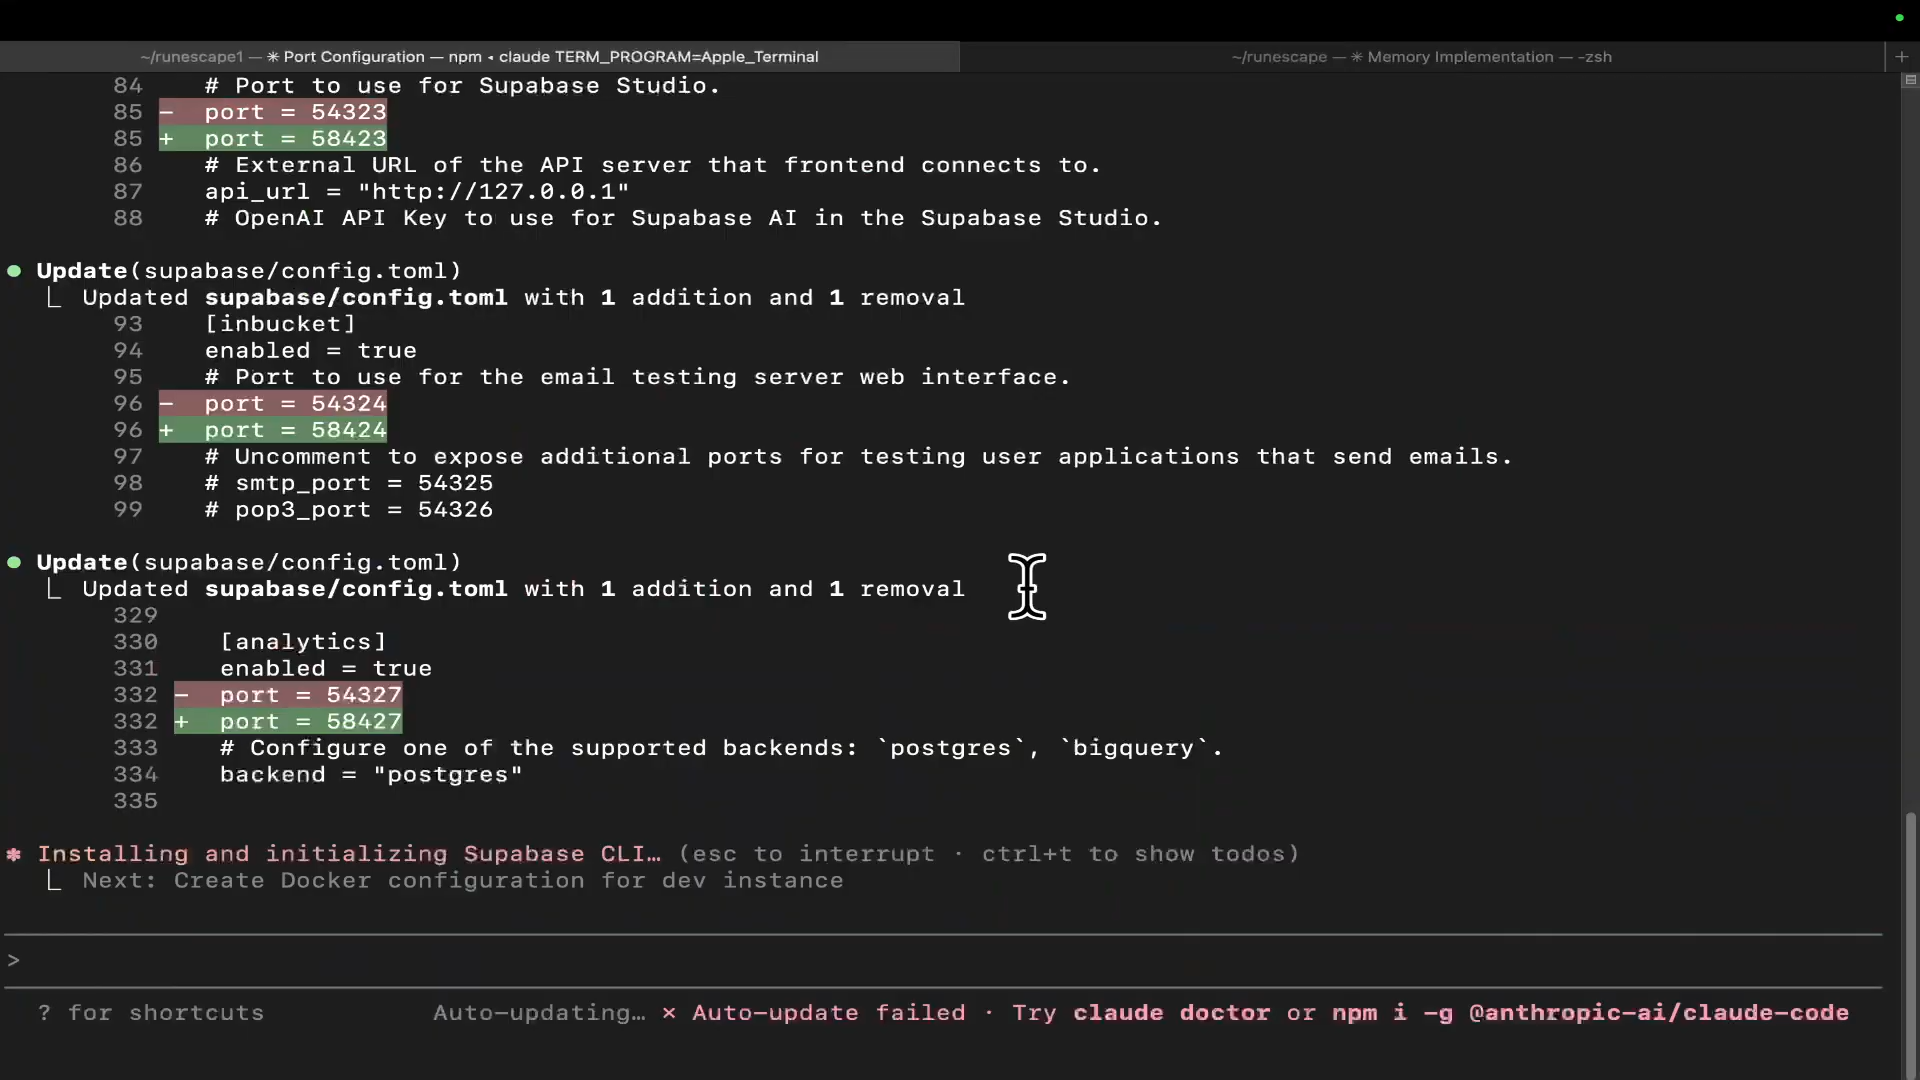 ~/runescape1 — ✳ Port Configuration — npm ◂ claude TERM_PROGRAM=Apple_Terminal
~/runescape — ✳ Memory Implementation — -zsh
84 # Port to use for Supabase Studio.
85 - port = 54323
85 + port = 58423
86 # External URL of the API server that frontend connects to.
87 api_url = "http://127.0.0.1"
88 # OpenAI API Key to use for Supabase AI in the Supabase Studio.
● Update(supabase/config.toml)
⎿ Updated supabase/config.toml with 1 addition and 1 removal
93 [inbucket]
94 enabled = true
95 # Port to use for the email testing server web interface.
96 - port = 54324
96 + port = 58424
97 # Uncomment to expose additional ports for testing user applications that send emails.
98 # smtp_port = 54325
99 # pop3_port = 54326
● Update(supabase/config.toml)
⎿ Updated supabase/config.toml with 1 addition and 1 removal
329
330 [analytics]
331 enabled = true
332 - port = 54327
332 + port = 58427
333 # Configure one of the supported backends: `postgres`, `bigquery`.
334 backend = "postgres"
335
✽ Installing and initializing Supabase CLI… (esc to interrupt · ctrl+t to show todos)
⎿ Next: Create Docker configuration for dev instance
>
? for shortcuts Auto-updating… ✗ Auto-update failed · Try claude doctor or npm i -g @anthropic-ai/claude-code